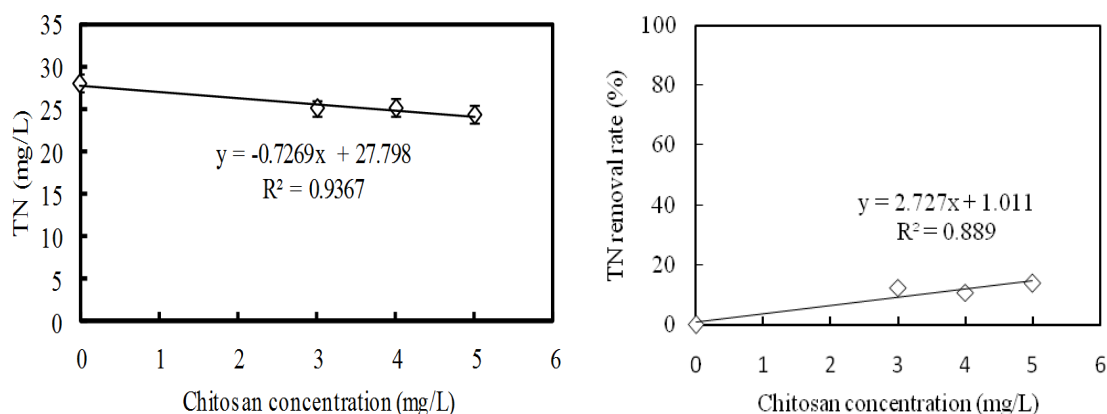 35
30
25
20
15
10
5
0
TN (mg/L)
y = -0.7269x + 27.798
R² = 0.9367
0 1 2 3 4 5 6
Chitosan concentration (mg/L)
100
80
60
40
20
0
TN removal rate (%)
y = 2.727x + 1.011
R² = 0.889
0 1 2 3 4 5 6
Chitosan concentration (mg/L)